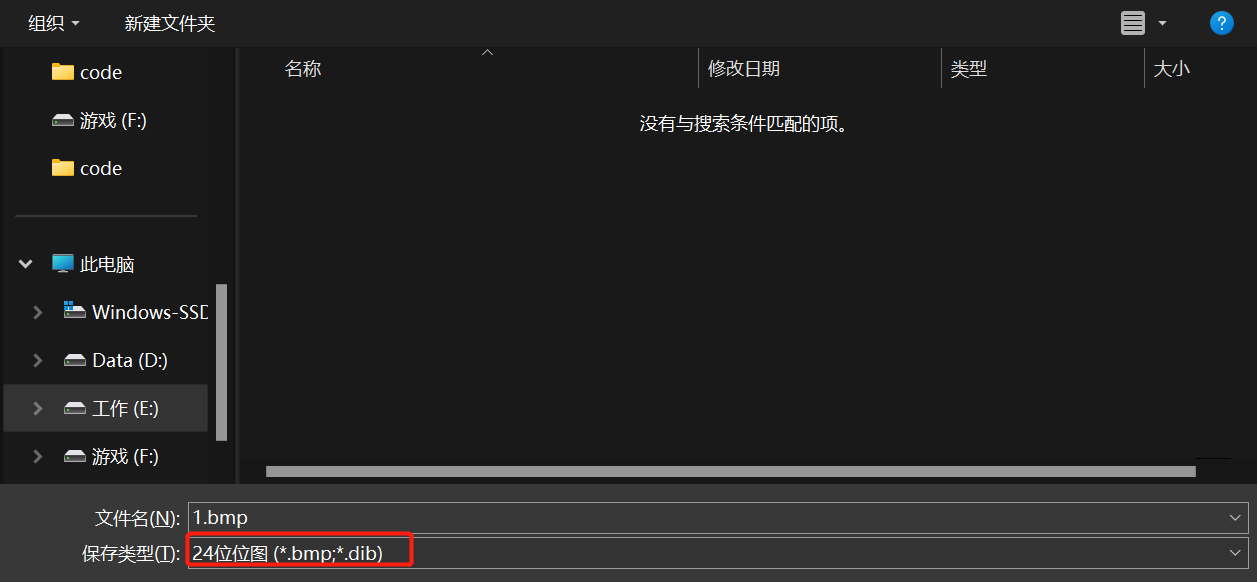 组织 新建文件夹 ?
code
游戏 (F:)
code
此电脑
Windows-SSD
Data (D:)
工作 (E:)
游戏 (F:)
名称 修改日期 类型 大小
没有与搜索条件匹配的项。
文件名(N): 1.bmp
保存类型(T): 24位位图 (*.bmp;*.dib)